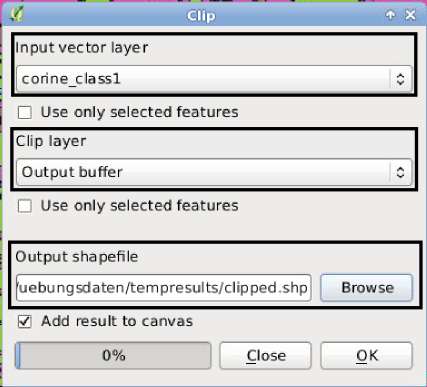 Clip
Input vector layer
corine_class1
Use only selected features
Clip layer
Output buffer
Use only selected features
Output shapefile
/uebungsdaten/tempresults/clipped.shp
Browse
Add result to canvas
0%
Close
OK